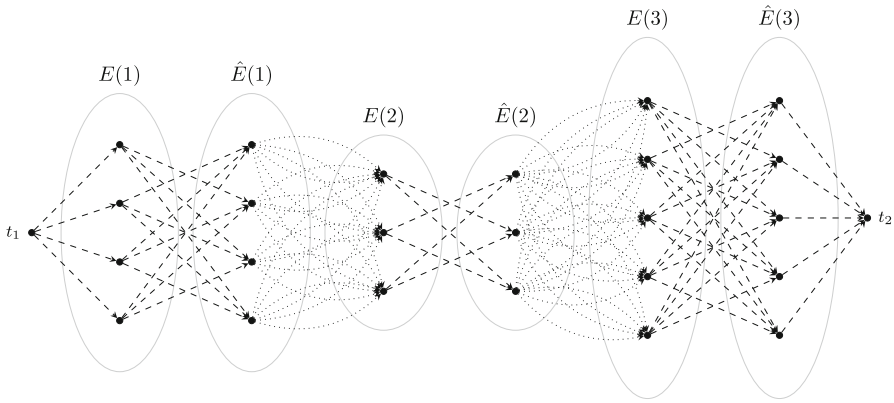 t₁
E(1)
Ê(1)
E(2)
Ê(2)
E(3)
Ê(3)
t₂